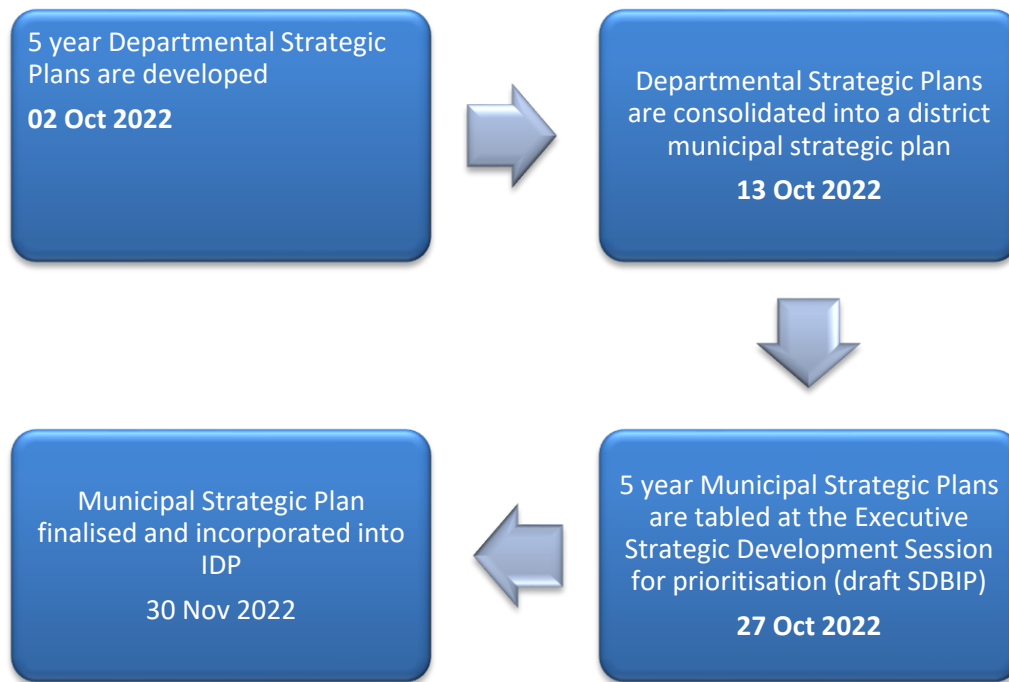 5 year Departmental Strategic
Plans are developed
02 Oct 2022
Departmental Strategic Plans
are consolidated into a district
municipal strategic plan
13 Oct 2022
5 year Municipal Strategic Plans
are tabled at the Executive
Strategic Development Session
for prioritisation (draft SDBIP)
27 Oct 2022
Municipal Strategic Plan
finalised and incorporated into
IDP
30 Nov 2022